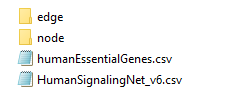 edge
node
humanEssentialGenes.csv
HumanSignalingNet_v6.csv